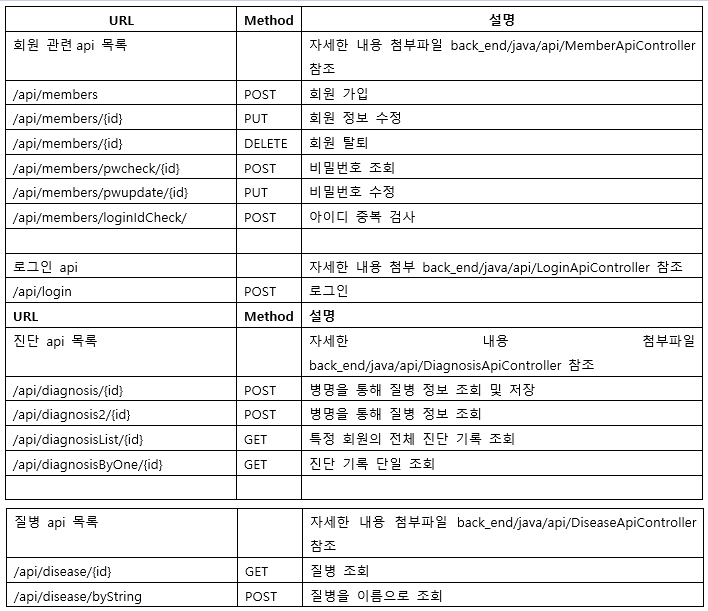 URL Method 설명
회원 관련 api 목록 자세한 내용 첨부파일 back_end/java/api/MemberApiController
참조
/api/members POST 회원 가입
/api/members/{id} PUT 회원 정보 수정
/api/members/{id} DELETE 회원 탈퇴
/api/members/pwcheck/{id} POST 비밀번호 조회
/api/members/pwupdate/{id} PUT 비밀번호 수정
/api/members/loginIdCheck/ POST 아이디 중복 검사
로그인 api 자세한 내용 첨부 back_end/java/api/LoginApiController 참조
/api/login POST 로그인
URL Method 설명
진단 api 목록 자세한 내용 첨부파일
back_end/java/api/DiagnosisApiController 참조
/api/diagnosis/{id} POST 병명을 통해 질병 정보 조회 및 저장
/api/diagnosis2/{id} POST 병명을 통해 질병 정보 조회
/api/diagnosisList/{id} GET 특정 회원의 전체 진단 기록 조회
/api/diagnosisByOne/{id} GET 진단 기록 단일 조회
질병 api 목록 자세한 내용 첨부파일 back_end/java/api/DiseaseApiController
참조
/api/disease/{id} GET 질병 조회
/api/disease/byString POST 질병을 이름으로 조회